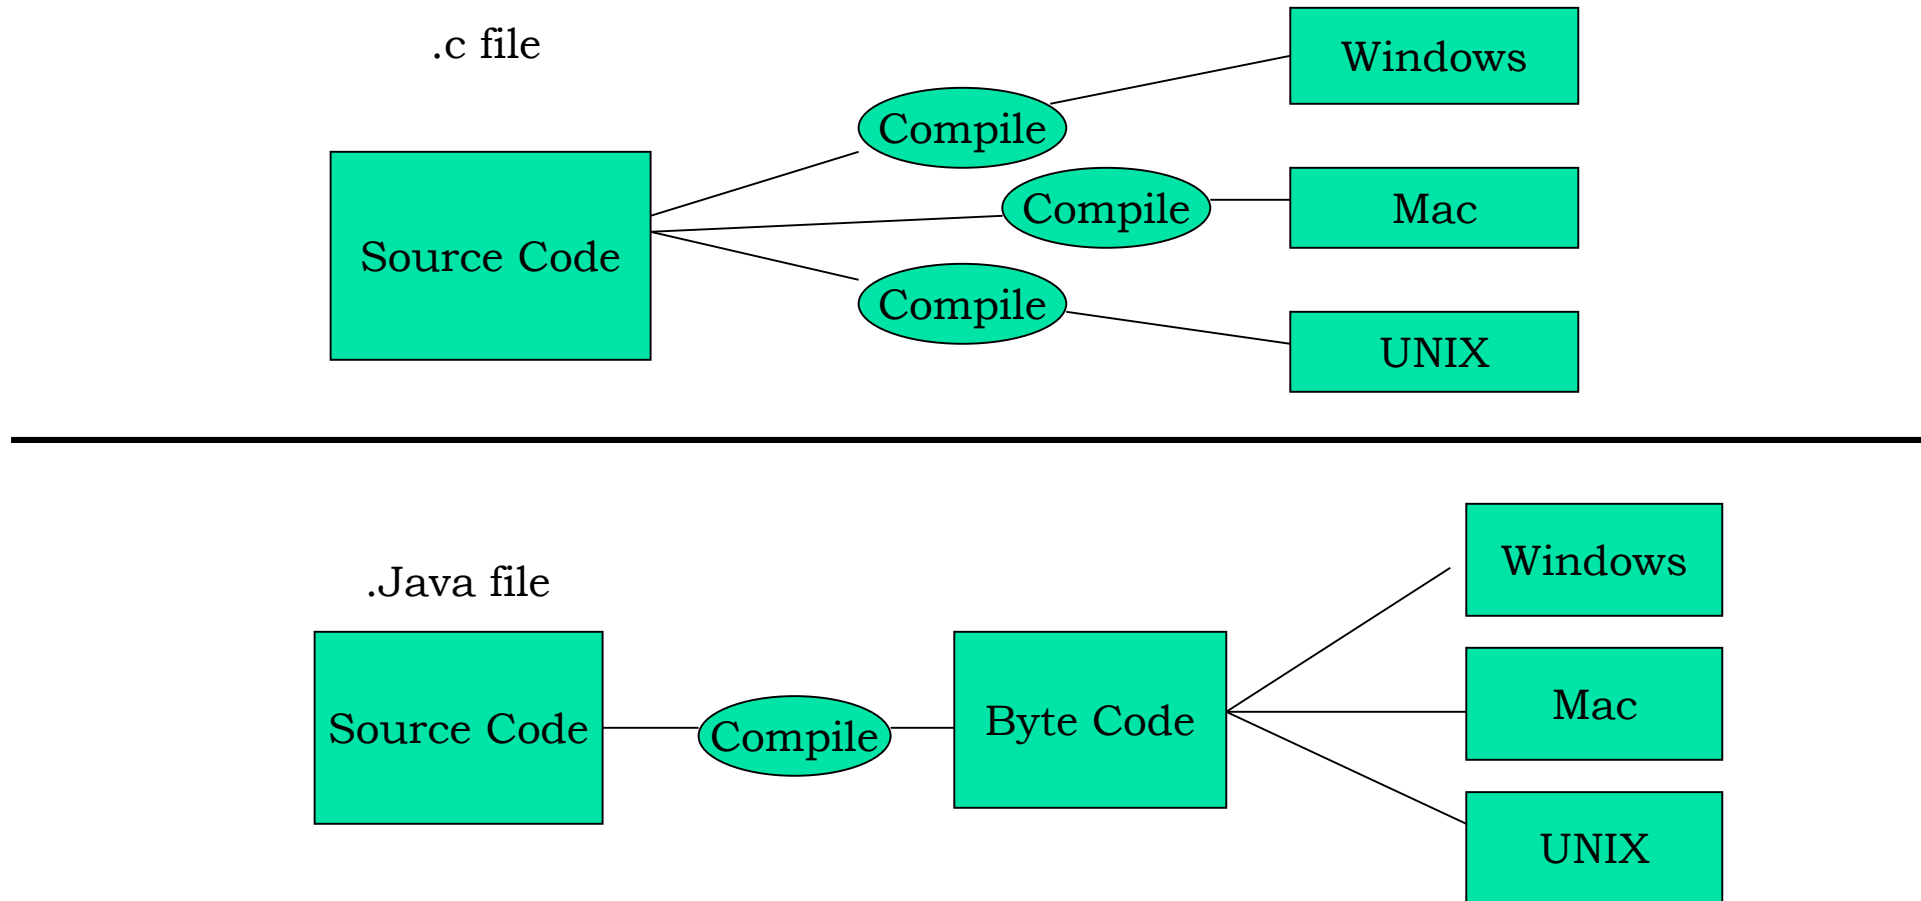 .c file
Windows
Compile
Compile
Mac
Source Code
Compile
UNIX
.Java file
Windows
Source Code
Compile
Byte Code
Mac
UNIX